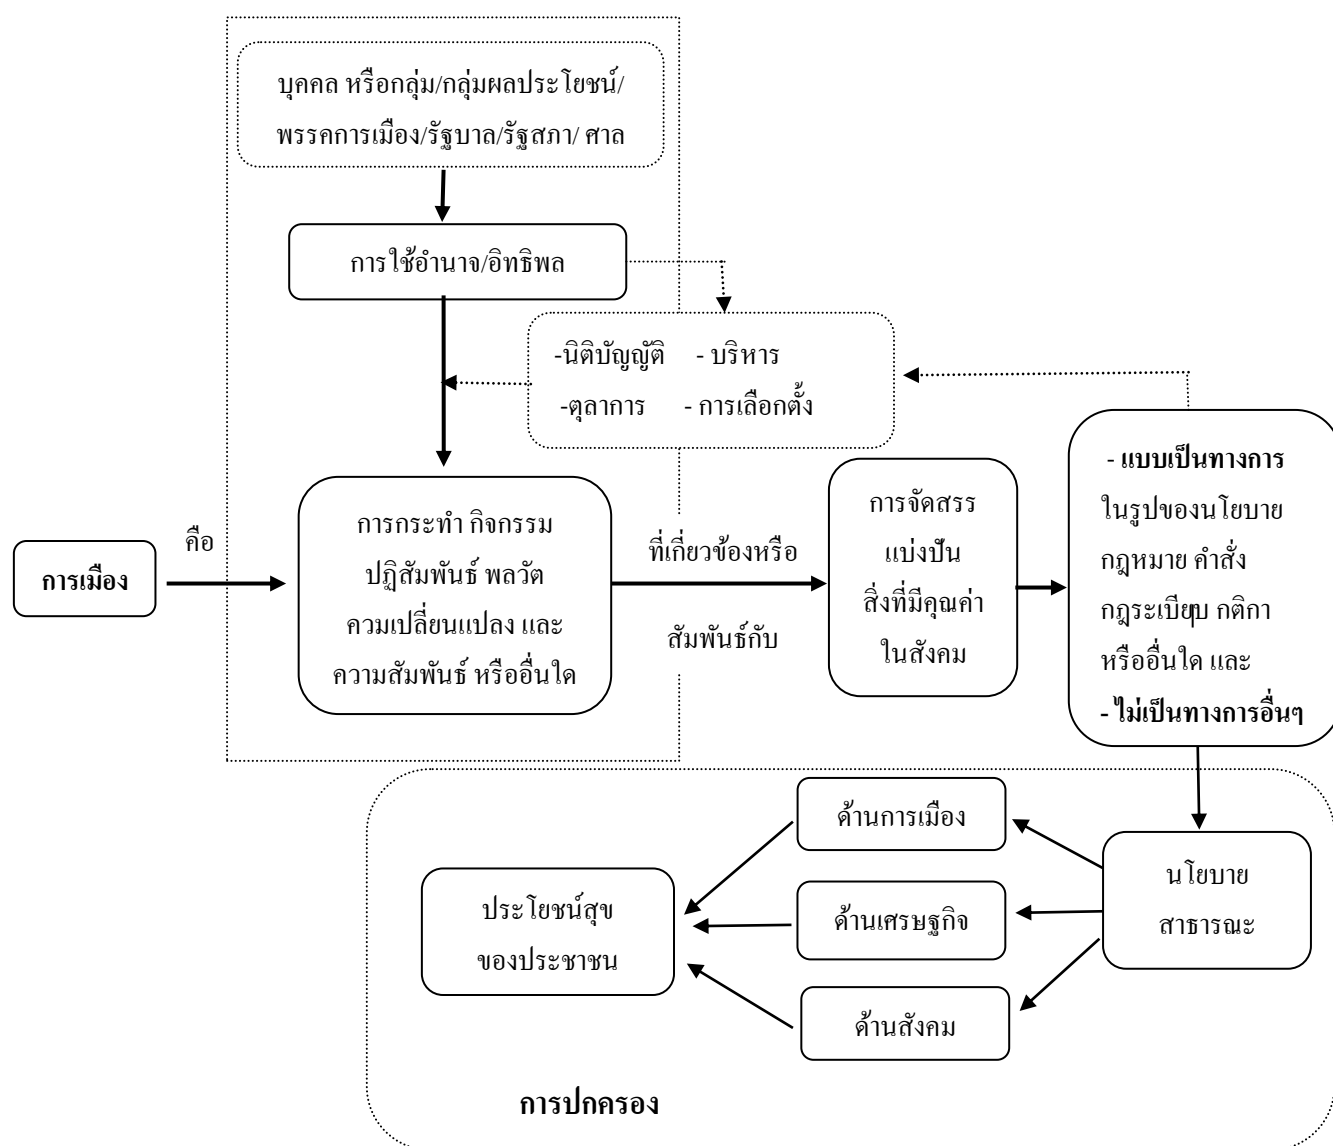 บุคคล หรือกลุ่ม/กลุ่มผลประโยชน์/
พรรคการเมือง/รัฐบาล/รัฐสภา/ ศาล
การใช้อำนาจ/อิทธิพล
-นิติบัญญัติ - บริหาร
-ตุลาการ - การเลือกตั้ง
การเมือง
คือ
การกระทำ กิจกรรม
ปฏิสัมพันธ์ พลวัต
ควมเปลี่ยนแปลง และ
ความสัมพันธ์ หรืออื่นใด
ที่เกี่ยวข้องหรือ
สัมพันธ์กับ
การจัดสรร
แบ่งปัน
สิ่งที่มีคุณค่า
ในสังคม
- แบบเป็นทางการ
ในรูปของนโยบาย
กฎหมาย คำสั่ง
กฎระเบียบ กติกา
หรืออื่นใด และ
- ไม่เป็นทางการอื่นๆ
นโยบาย
สาธารณะ
ด้านการเมือง
ด้านเศรษฐกิจ
ด้านสังคม
ประโยชน์สุข
ของประชาชน
การปกครอง